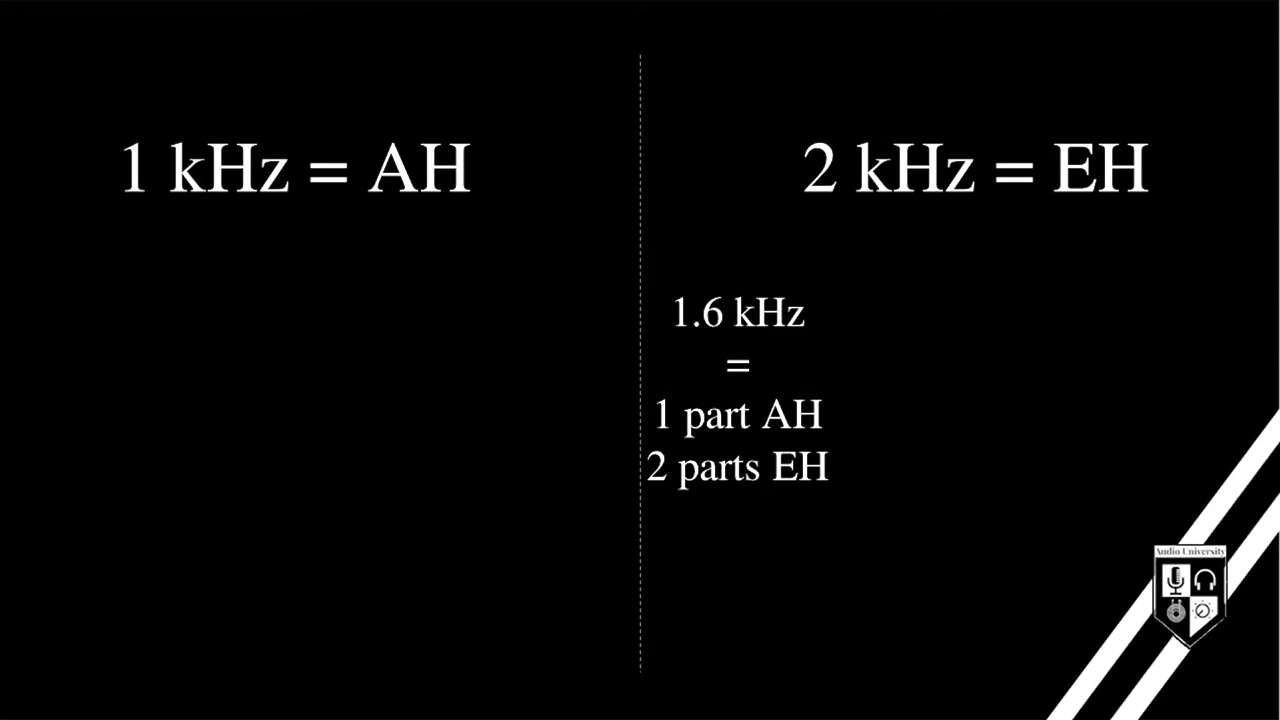 1 kHz = AH
2 kHz = EH
1.6 kHz
=
1 part AH
2 parts EH
Audio University